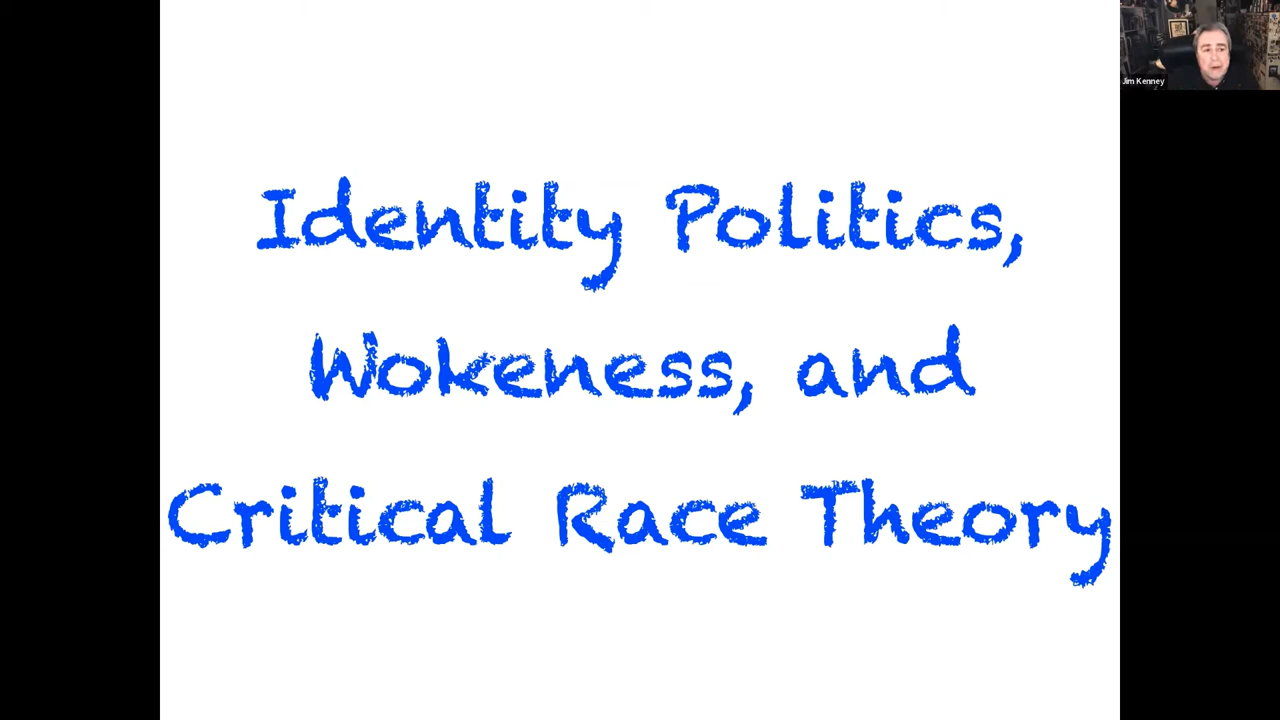 Identity Politics,
Wokeness, and
Critical Race Theory
Jim Kenney